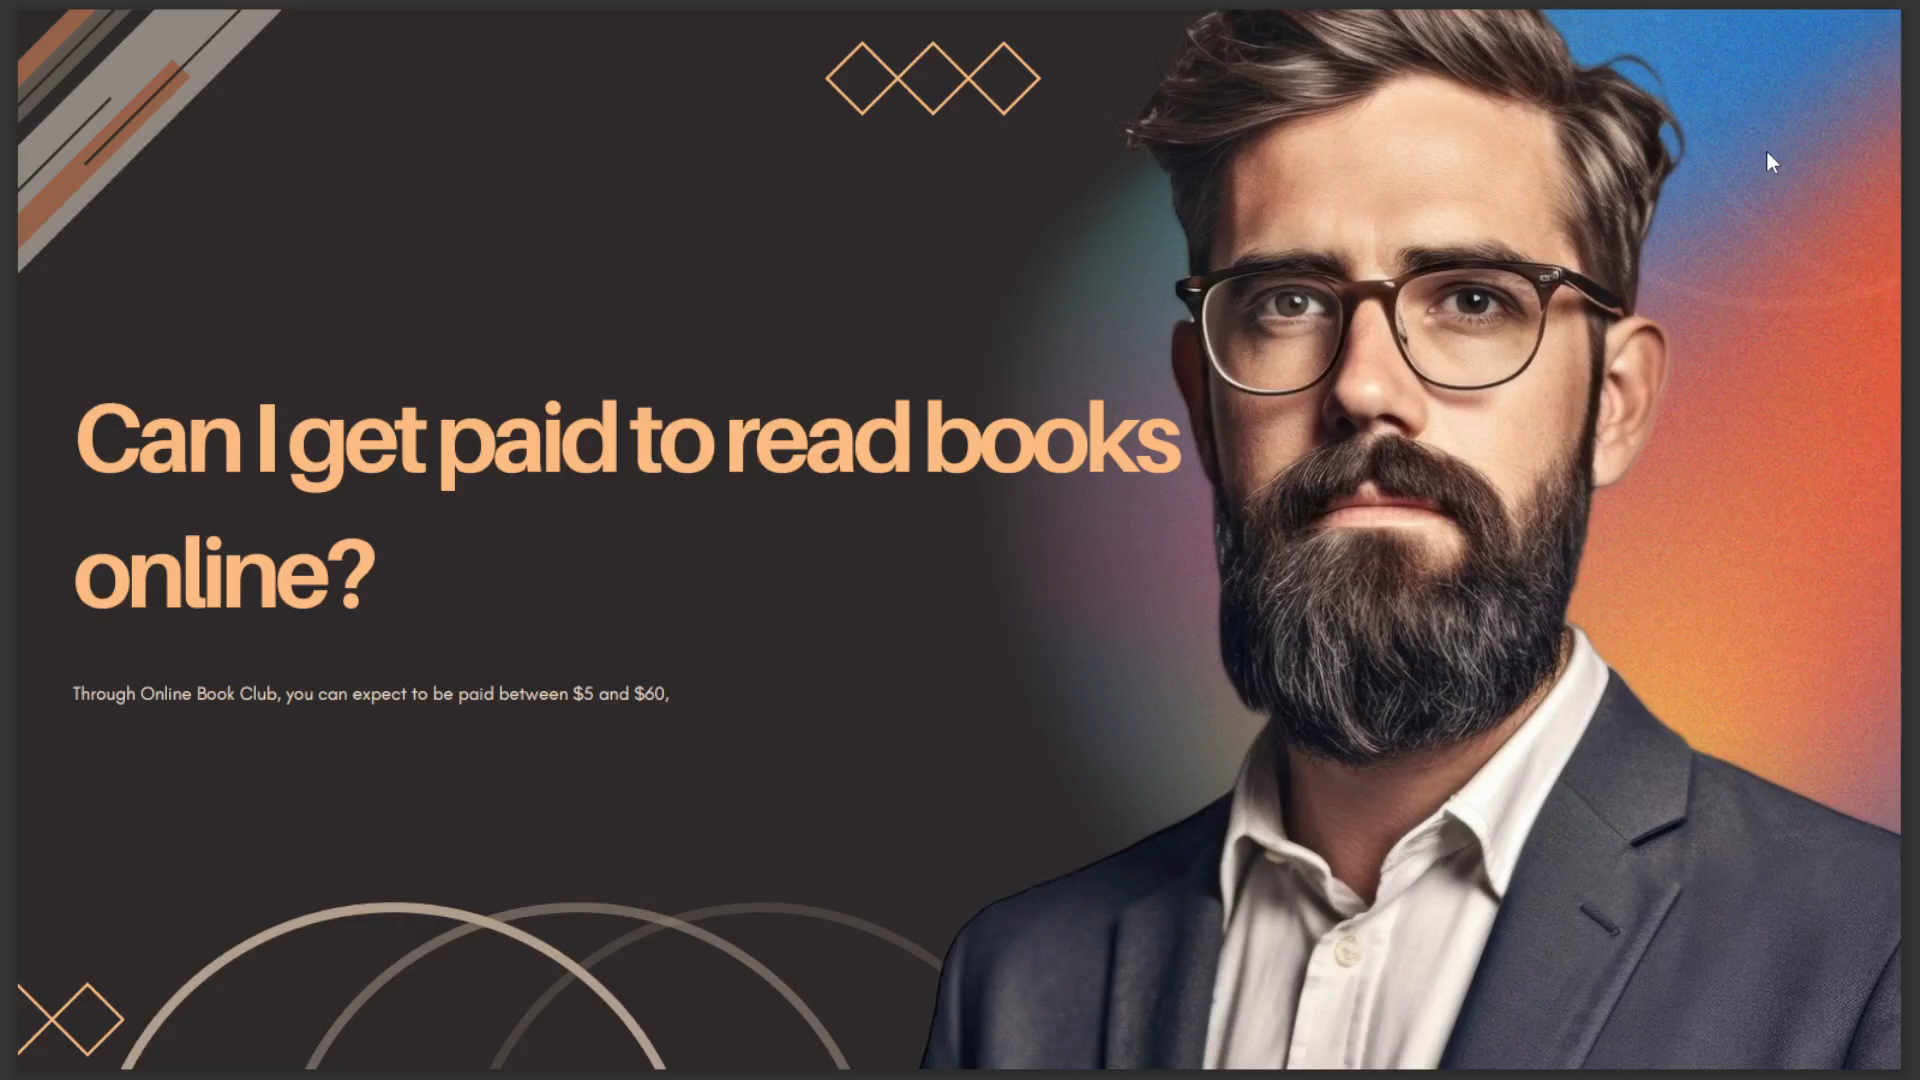 Can I get paid to read books
online?
Through Online Book Club, you can expect to be paid between $5 and $60,